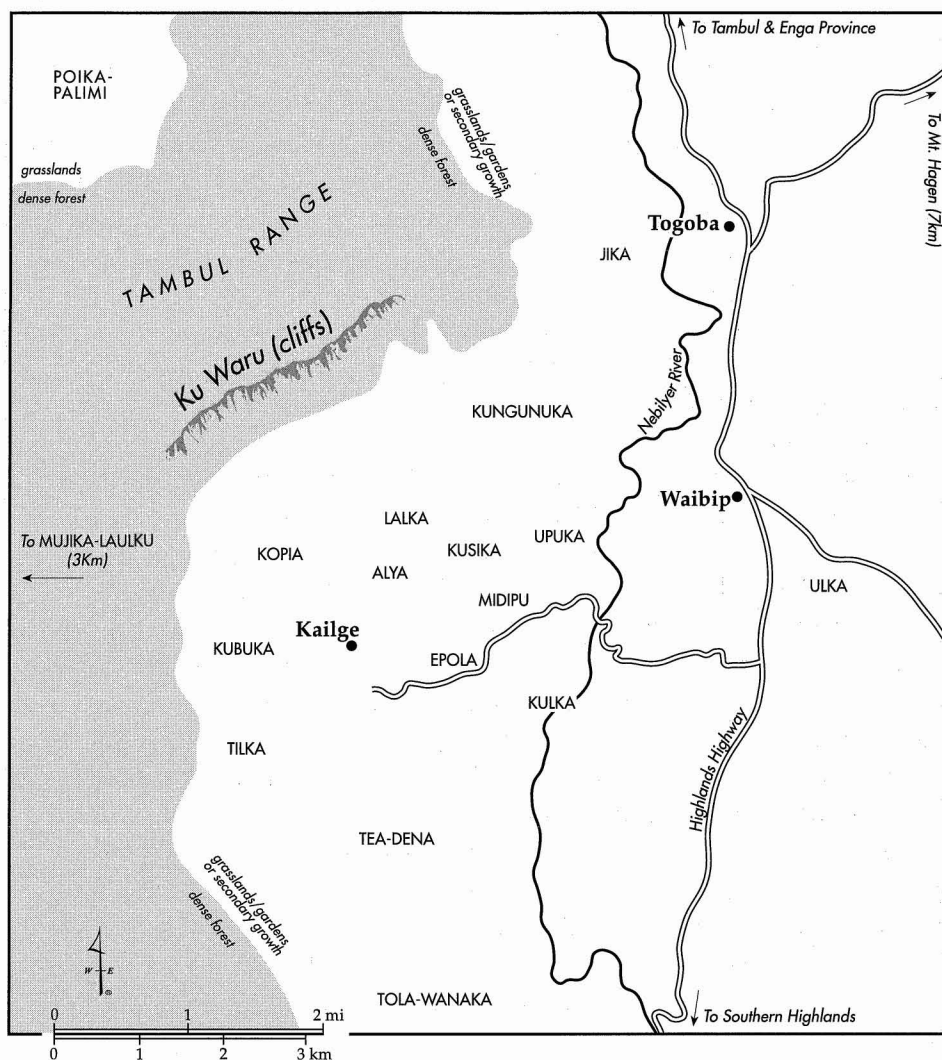 To Tambul & Enga Province
POIKA-
PALIMI
grasslands/gardens
or secondary growth
dense forest
To Mt. Hagen (7km)
grasslands
dense forest
TAMBUL RANGE
Togoba
JIKA
Ku Waru (cliffs)
Nebilyer River
KUNGUNUKA
Waibip
LALKA
To MUJIKA-LAULKU
(3Km)
KOPIA
KUSIKA
UPUKA
ALYA
ULKA
MIDIPU
Kailge
KUBUKA
EPOLA
KULKA
TILKA
Highlands Highway
TEA-DENA
grasslands/gardens
or secondary growth
dense forest
W E
TOLA-WANAKA
To Southern Highlands
0 1 2 mi
0 1 2 3 km